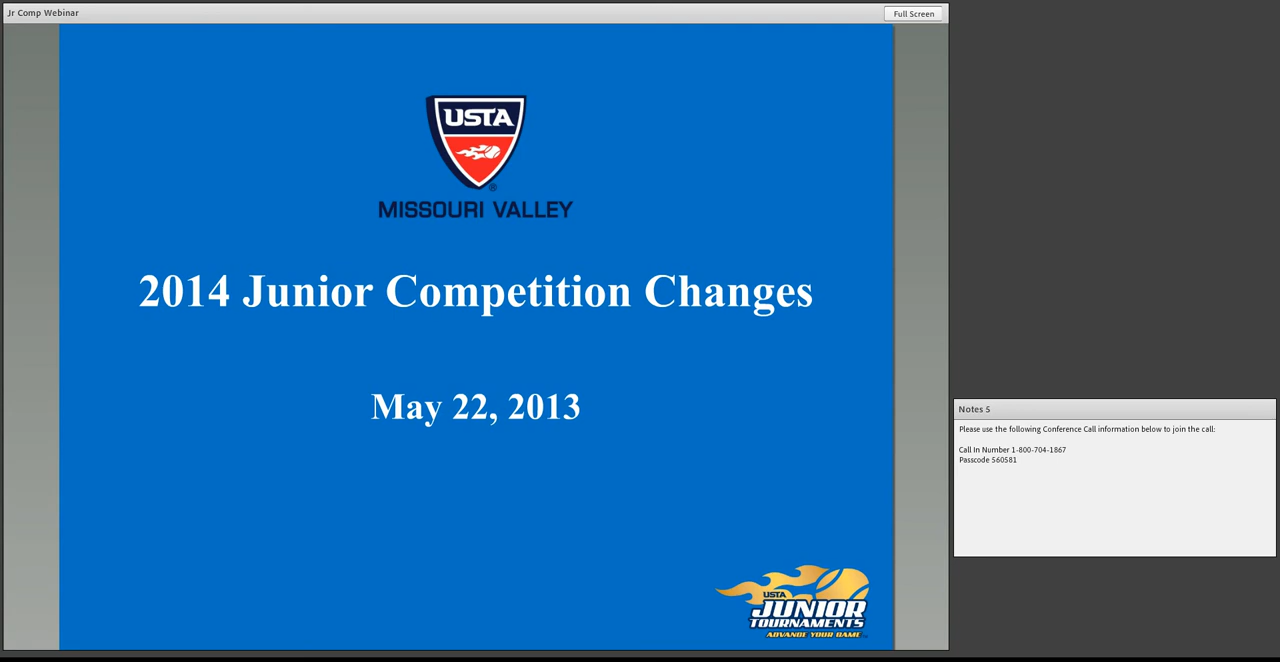 Jr Comp Webinar
Full Screen
USTA
®
MISSOURI VALLEY
2014 Junior Competition Changes
May 22, 2013
USTA
JUNIOR
TOURNAMENTS
ADVANCE YOUR GAME
Notes 5
Please use the following Conference Call information below to join the call:
Call In Number 1-800-704-1867
Passcode 560581